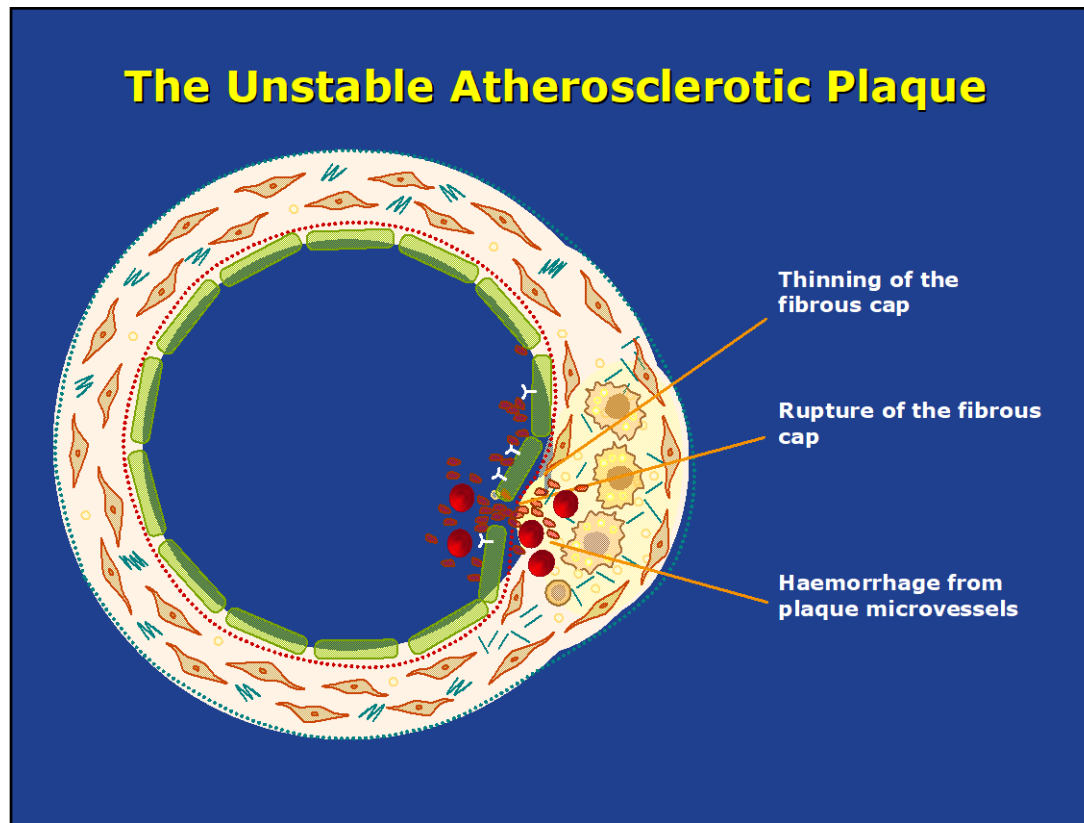 The Unstable Atherosclerotic Plaque
Thinning of the
fibrous cap
Rupture of the fibrous
cap
Haemorrhage from
plaque microvessels